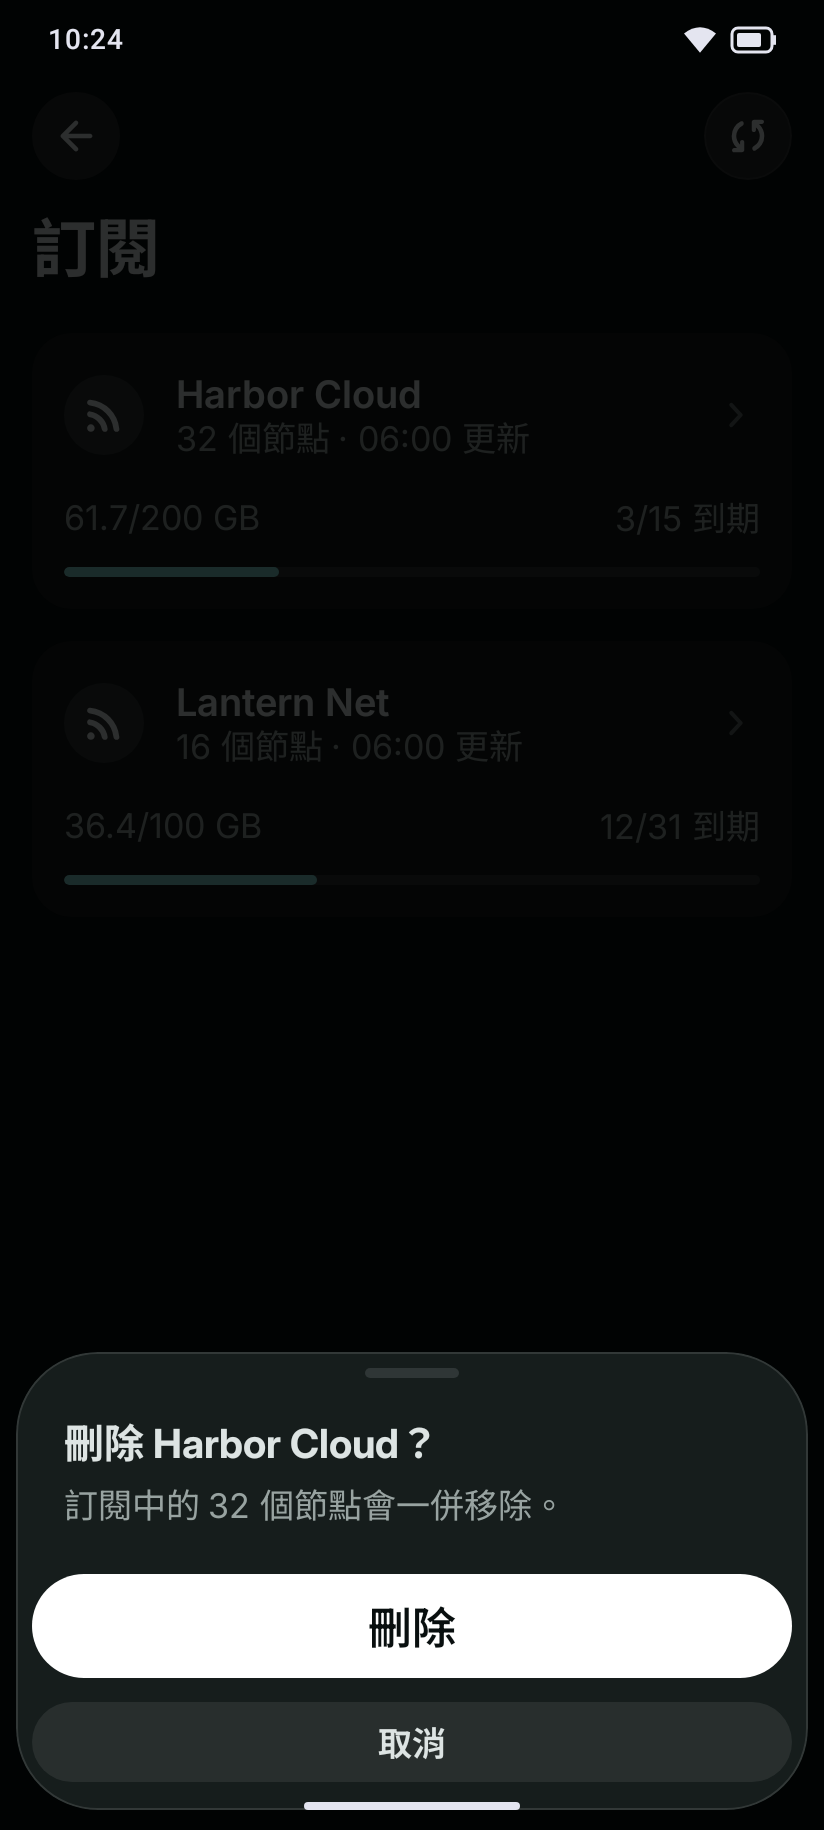 10:24
訂閱
Harbor Cloud
32 個節點 · 06:00 更新
61.7/200 GB
3/15 到期
Lantern Net
16 個節點 · 06:00 更新
36.4/100 GB
12/31 到期
刪除 Harbor Cloud？
訂閱中的 32 個節點會一併移除。
刪除
取消